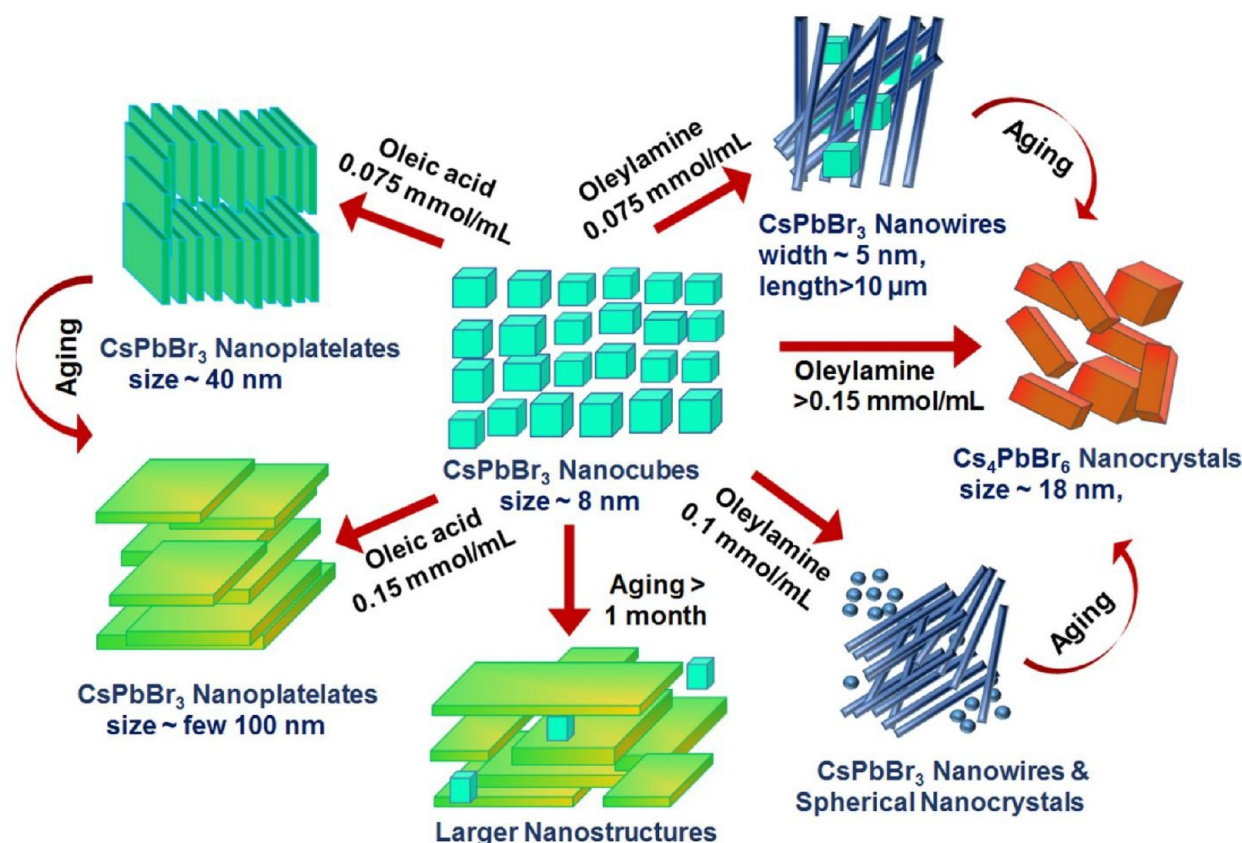 Oleic acid
0.075 mmol/mL
Oleylamine
0.075 mmol/mL
Aging
CsPbBr₃ Nanowires
width ~ 5 nm,
length>10 µm
CsPbBr₃ Nanoplatelates
size ~ 40 nm
Aging
Oleylamine
>0.15 mmol/mL
CsPbBr₃ Nanocubes
size ~ 8 nm
Cs₄PbBr₆ Nanocrystals
size ~ 18 nm,
Oleic acid
0.15 mmol/mL
Aging >
1 month
Oleylamine
0.1 mmol/mL
Aging
CsPbBr₃ Nanoplatelates
size ~ few 100 nm
CsPbBr₃ Nanowires &
Spherical Nanocrystals
Larger Nanostructures